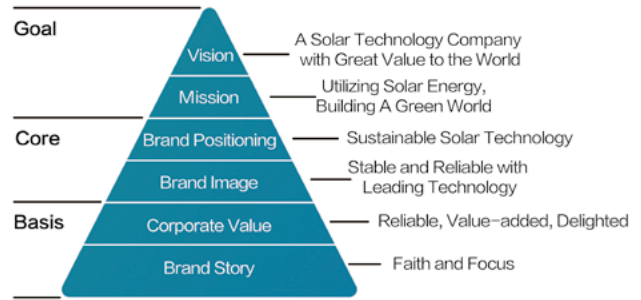 Goal
Vision
A Solar Technology Company
with Great Value to the World
Mission
Utilizing Solar Energy,
Building A Green World
Core
Brand Positioning
Sustainable Solar Technology
Brand Image
Stable and Reliable with
Leading Technology
Basis
Corporate Value
Reliable, Value-added, Delighted
Brand Story
Faith and Focus